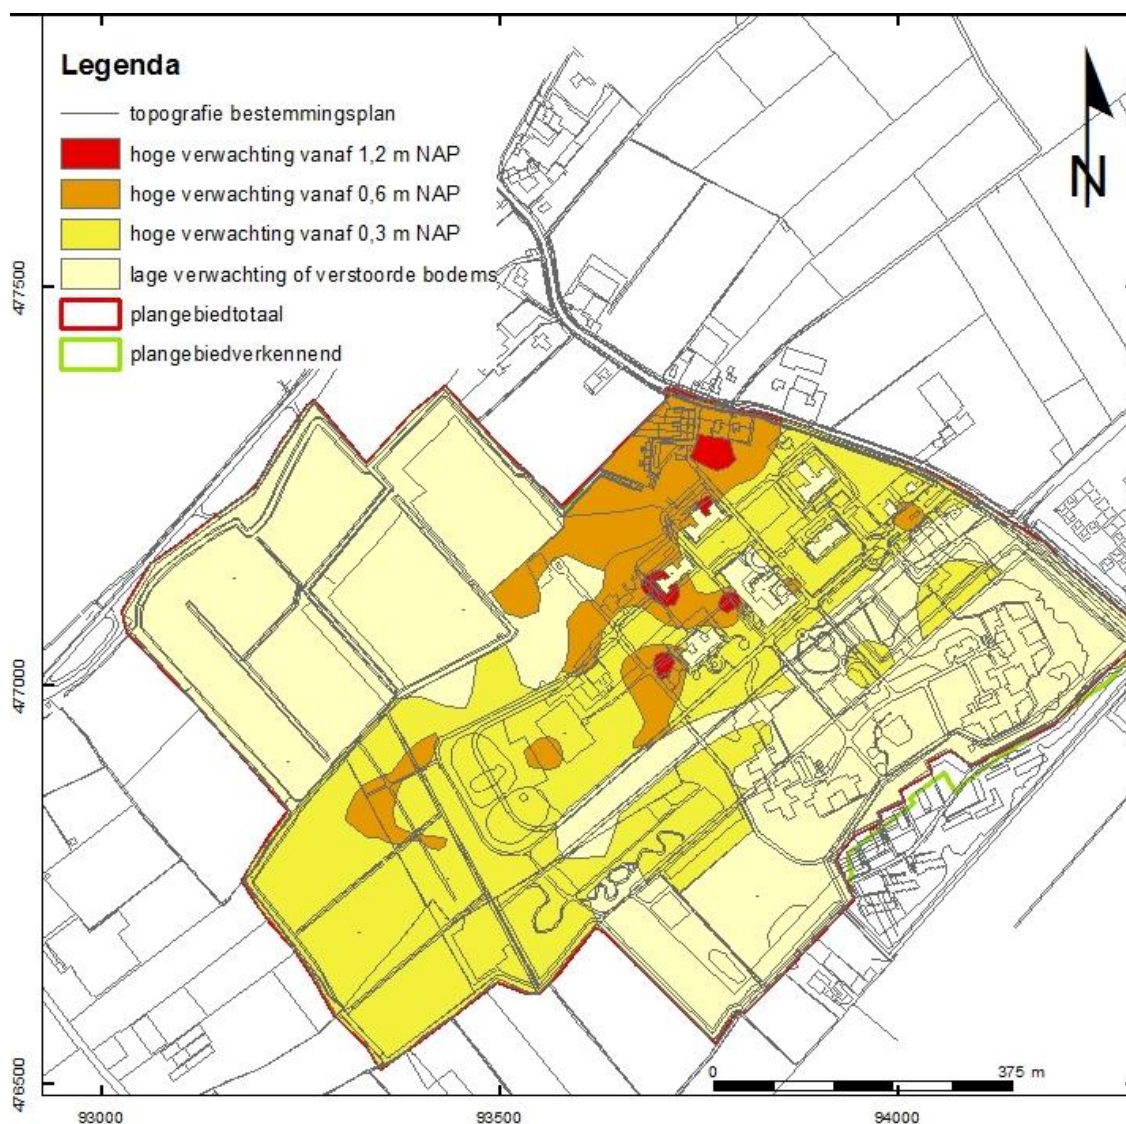 Legenda
topografie bestemmingsplan
hoge verwachting vanaf 1,2 m NAP
hoge verwachting vanaf 0,6 m NAP
hoge verwachting vanaf 0,3 m NAP
lage verwachting of verstoorde bodems
plangebiedtotaal
plangebiedverkennend
N
477500
477000
476500
0 375 m
93000 93500 94000